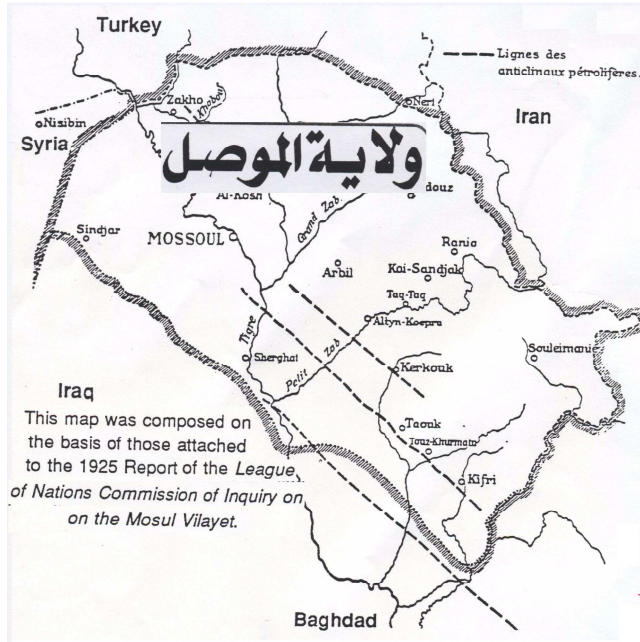 Turkey
Lignes des
anticlinaux pétrolifères.
Zakho
Khabour
Neri
Iran
Nisibin
Syria
ولاية الموصل
douz
Al-Kosh
Grand Zab
Sindjar
MOSSOUL
Rania
Arbil
Kai-Sandjak
Taq-Taq
Altyn-Koepru
Tigre
Souleimanie
Sherghat
Petit Zab
Kerkouk
Iraq
This map was composed on
the basis of those attached
to the 1925 Report of the League
of Nations Commission of Inquiry on
on the Mosul Vilayet.
Taouk
Touz-Khurmatu
Kifri
Baghdad